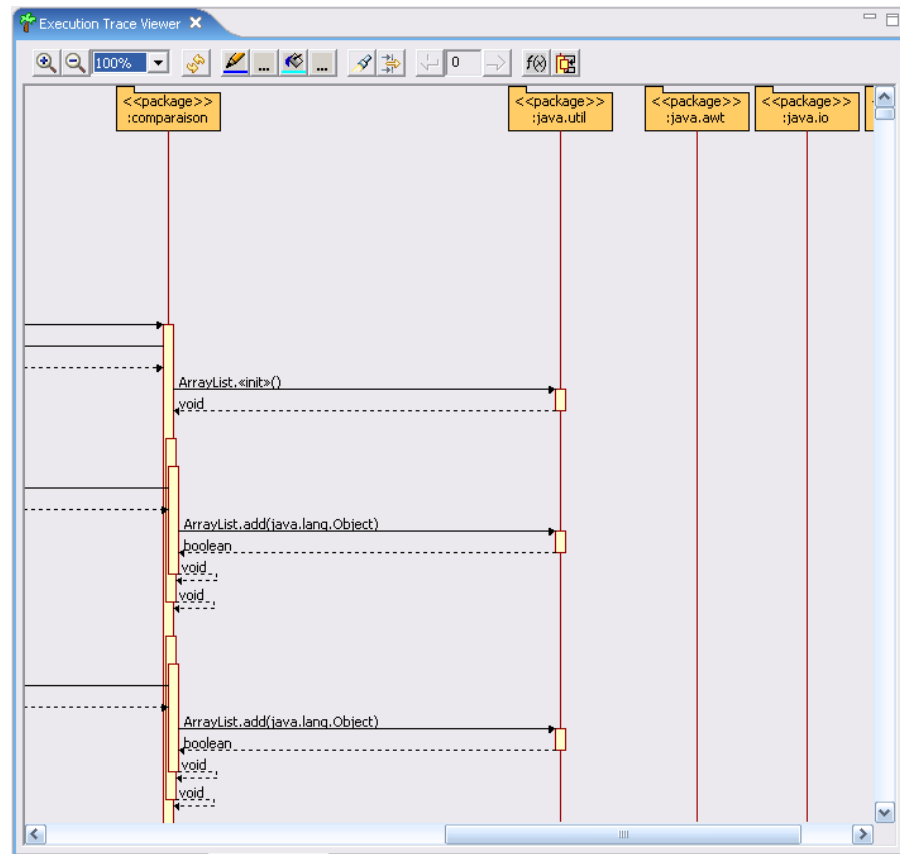 Execution Trace Viewer
100%
...
...
0
f(x)
<<package>>
:comparaison
<<package>>
:java.util
<<package>>
:java.awt
<<package>>
:java.io
ArrayList.«init»()
void
ArrayList.add(java.lang.Object)
boolean
void
void
ArrayList.add(java.lang.Object)
boolean
void
void